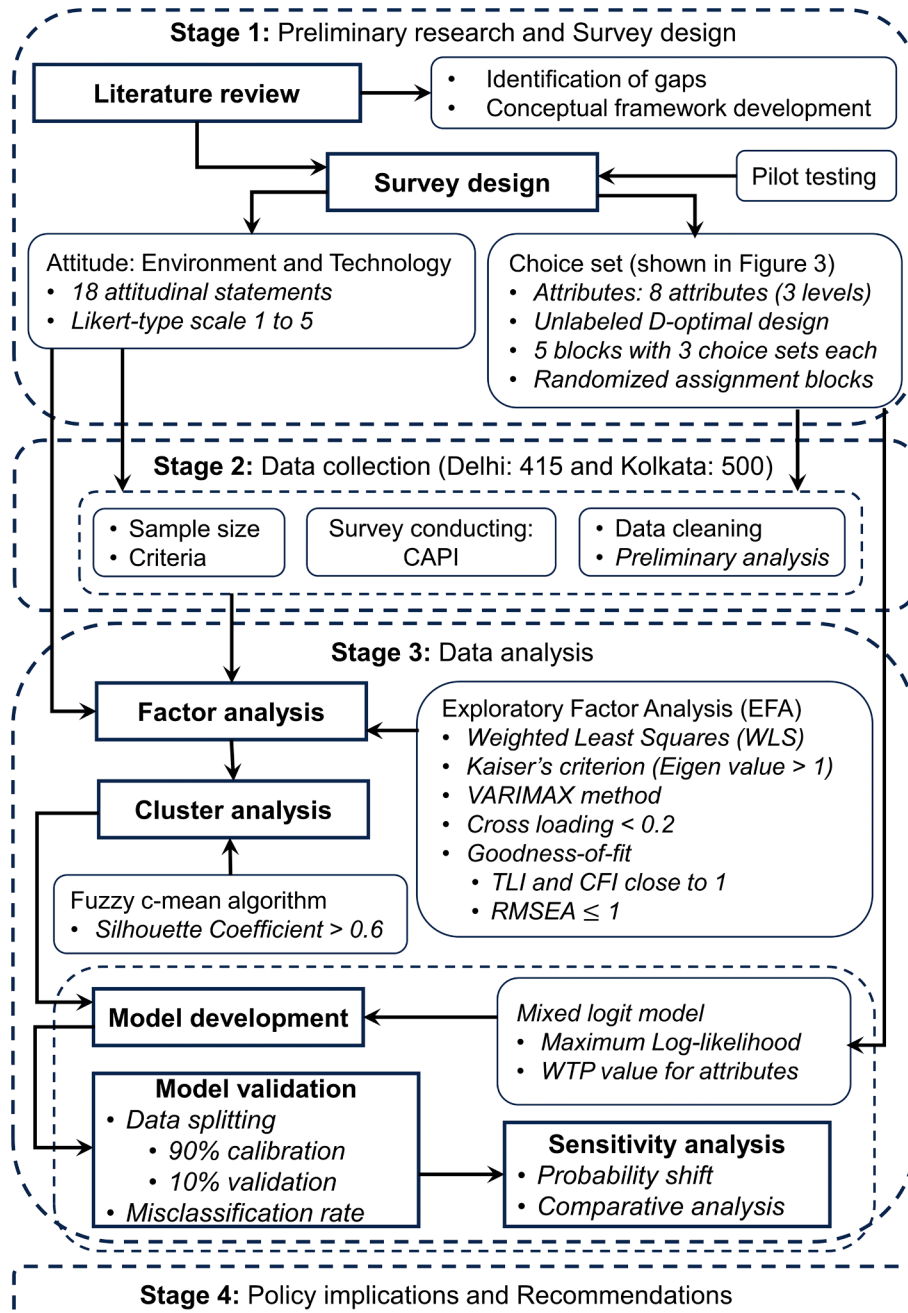 Stage 1: Preliminary research and Survey design
Literature review
• Identification of gaps
• Conceptual framework development
Survey design
Pilot testing
Attitude: Environment and Technology
• 18 attitudinal statements
• Likert-type scale 1 to 5
Choice set (shown in Figure 3)
• Attributes: 8 attributes (3 levels)
• Unlabeled D-optimal design
• 5 blocks with 3 choice sets each
• Randomized assignment blocks
Stage 2: Data collection (Delhi: 415 and Kolkata: 500)
• Sample size
• Criteria
Survey conducting:
CAPI
• Data cleaning
• Preliminary analysis
Stage 3: Data analysis
Factor analysis
Exploratory Factor Analysis (EFA)
• Weighted Least Squares (WLS)
• Kaiser's criterion (Eigen value > 1)
• VARIMAX method
• Cross loading < 0.2
• Goodness-of-fit
• TLI and CFI close to 1
• RMSEA ≤ 1
Cluster analysis
Fuzzy c-mean algorithm
• Silhouette Coefficient > 0.6
Model development
Mixed logit model
• Maximum Log-likelihood
• WTP value for attributes
Model validation
• Data splitting
• 90% calibration
• 10% validation
• Misclassification rate
Sensitivity analysis
• Probability shift
• Comparative analysis
Stage 4: Policy implications and Recommendations